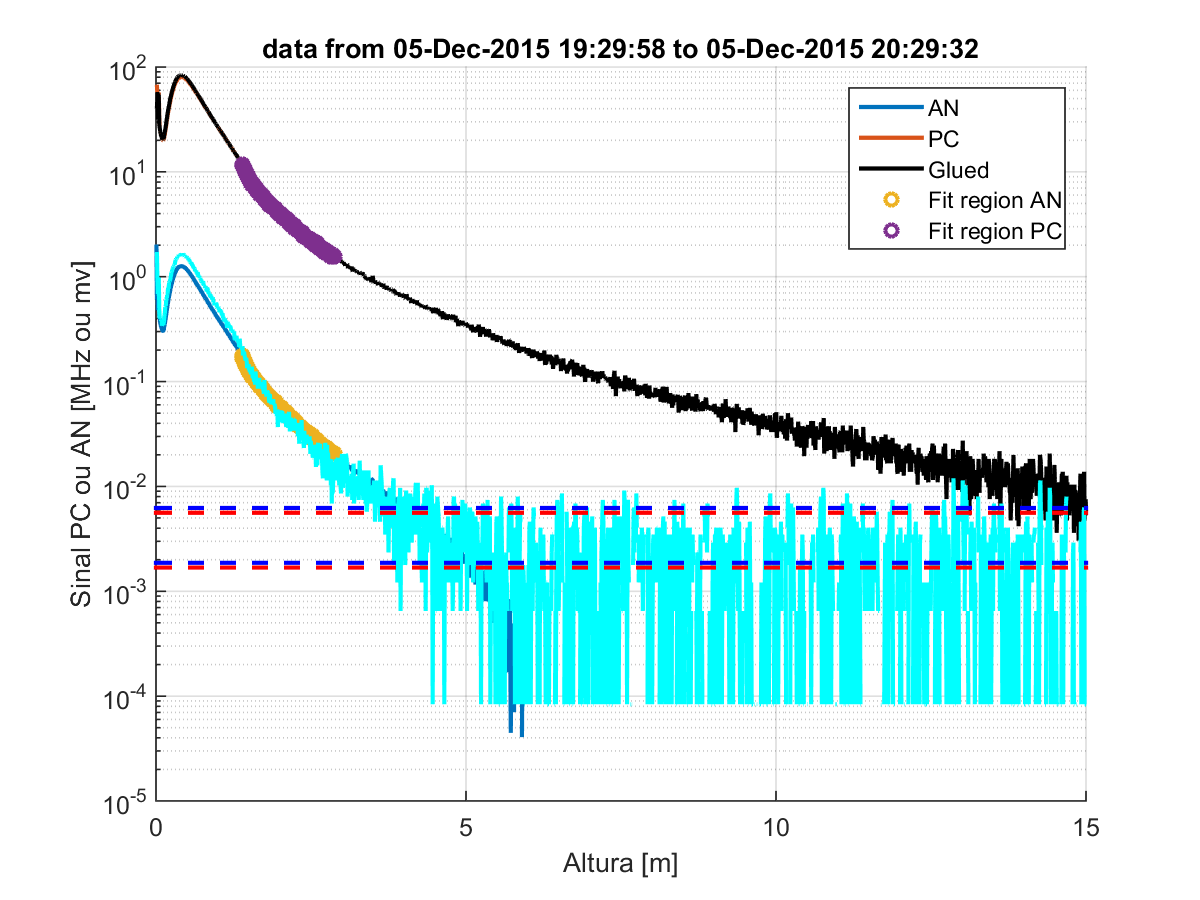 data from 05-Dec-2015 19:29:58 to 05-Dec-2015 20:29:32
AN
PC
Glued
Fit region AN
Fit region PC
Sinal PC ou AN [MHz ou mv]
10^2
10^1
10^0
10^-1
10^-2
10^-3
10^-4
10^-5
0 5 10 15
Altura [m]